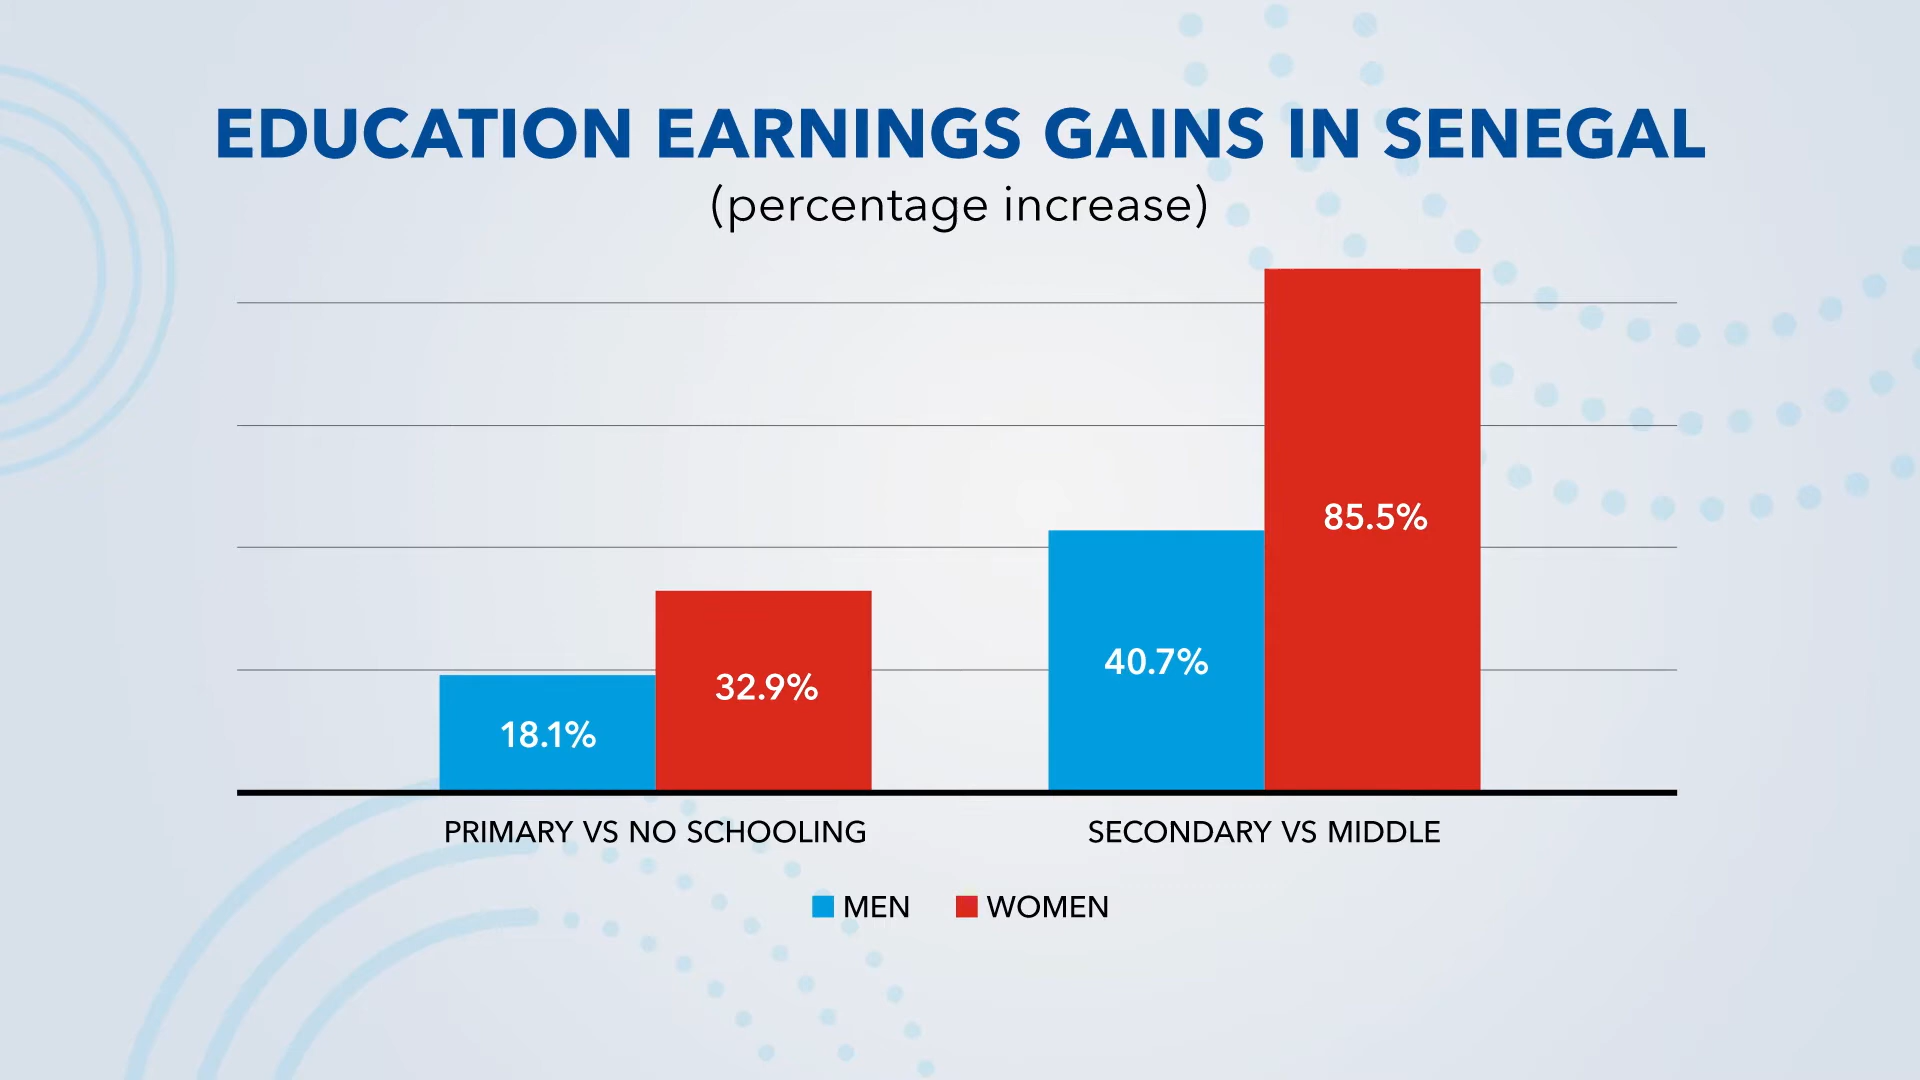 EDUCATION EARNINGS GAINS IN SENEGAL
(percentage increase)
85.5%
40.7%
32.9%
18.1%
PRIMARY VS NO SCHOOLING
SECONDARY VS MIDDLE
MEN
WOMEN